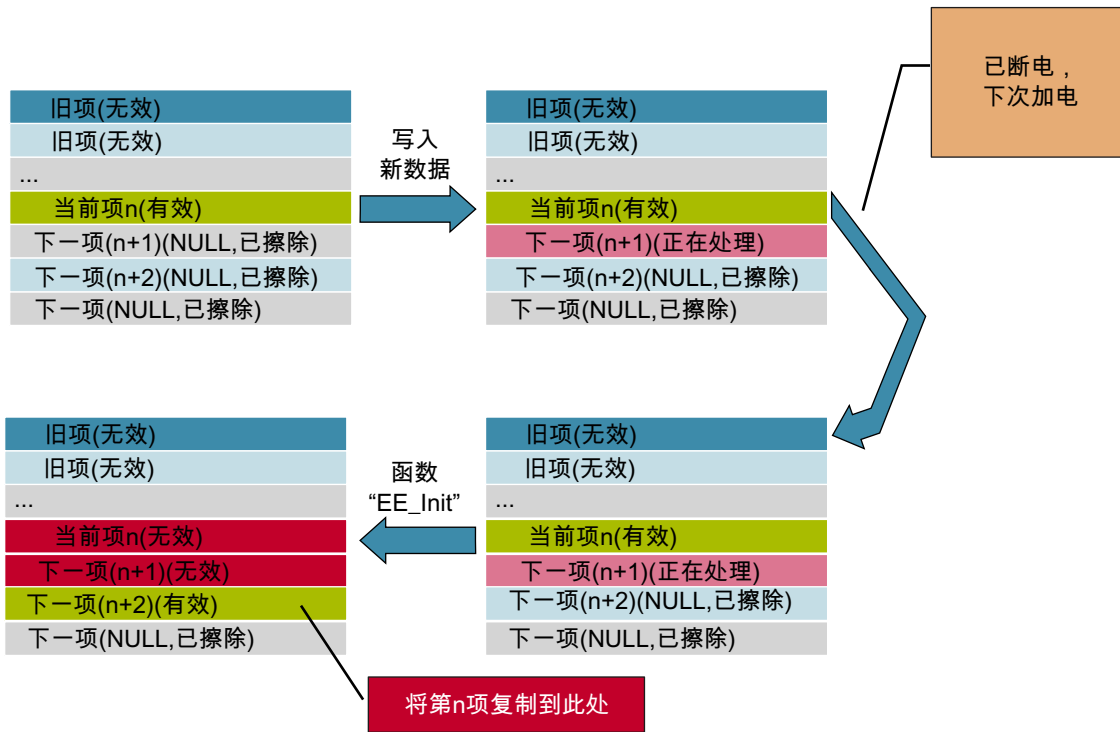 已断电，
下次加电
旧项(无效)
旧项(无效)
...
当前项n(有效)
下一项(n+1)(NULL,已擦除)
下一项(n+2)(NULL,已擦除)
下一项(NULL,已擦除)
写入
新数据
旧项(无效)
旧项(无效)
...
当前项n(有效)
下一项(n+1)(正在处理)
下一项(n+2)(NULL,已擦除)
下一项(NULL,已擦除)
旧项(无效)
旧项(无效)
...
当前项n(无效)
下一项(n+1)(无效)
下一项(n+2)(有效)
下一项(NULL,已擦除)
函数
“EE_Init”
旧项(无效)
旧项(无效)
...
当前项n(有效)
下一项(n+1)(正在处理)
下一项(n+2)(NULL,已擦除)
下一项(NULL,已擦除)
将第n项复制到此处